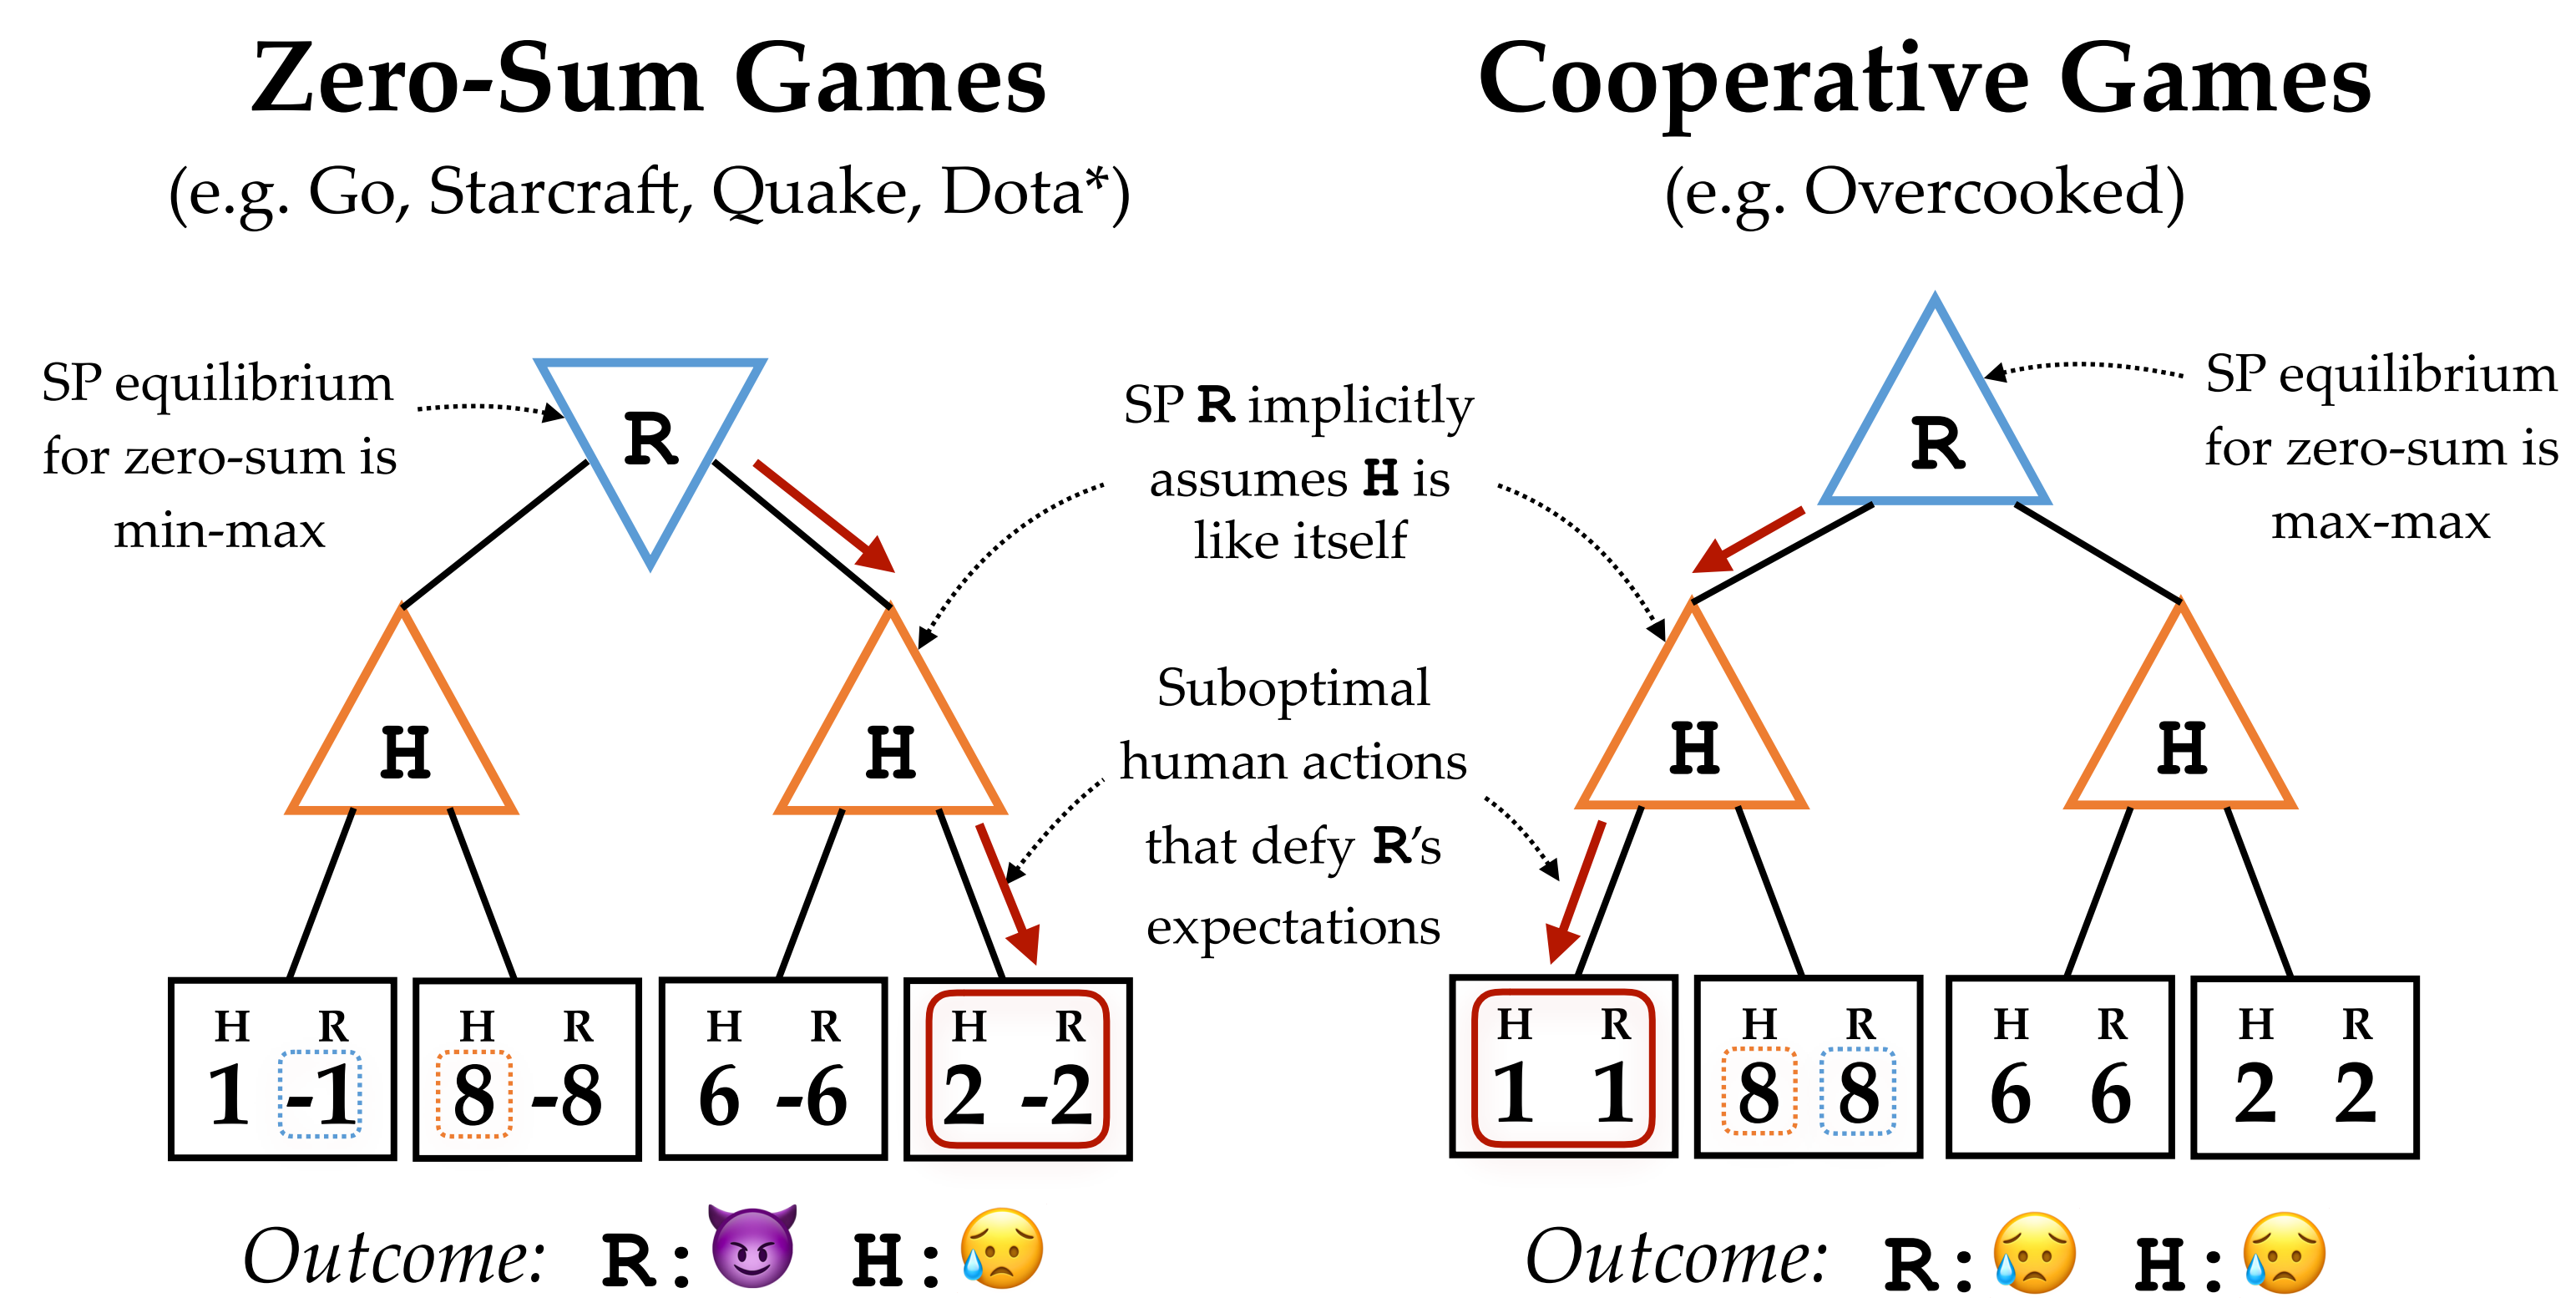 Zero-Sum Games
(e.g. Go, Starcraft, Quake, Dota*)
SP equilibrium
for zero-sum is
min-max
R
H
H
H R
1 -1
H R
8 -8
H R
6 -6
H R
2 -2
Outcome: R: H:
SP R implicitly
assumes H is
like itself
Suboptimal
human actions
that defy R's
expectations
Cooperative Games
(e.g. Overcooked)
SP equilibrium
for zero-sum is
max-max
R
H
H
H R
1 1
H R
8 8
H R
6 6
H R
2 2
Outcome: R: H: